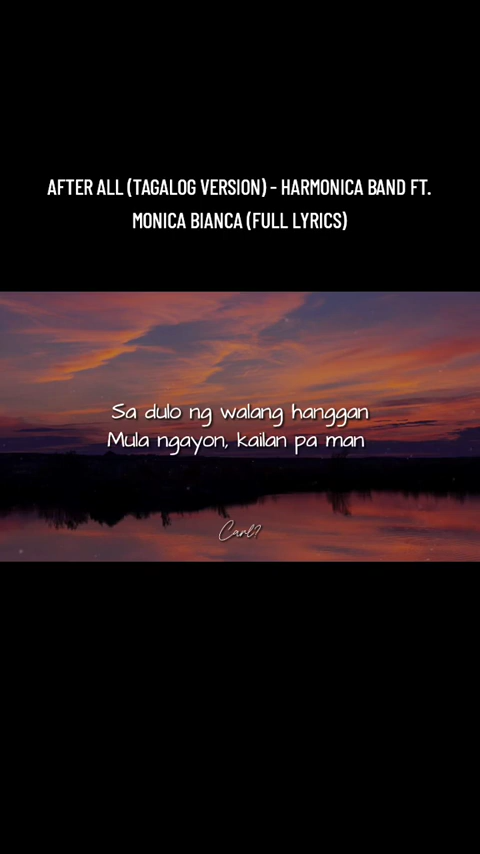 AFTER ALL (TAGALOG VERSION) - HARMONICA BAND FT.
MONICA BIANCA (FULL LYRICS)
Sa dulo ng walang hanggan
Mula ngayon, kailan pa man